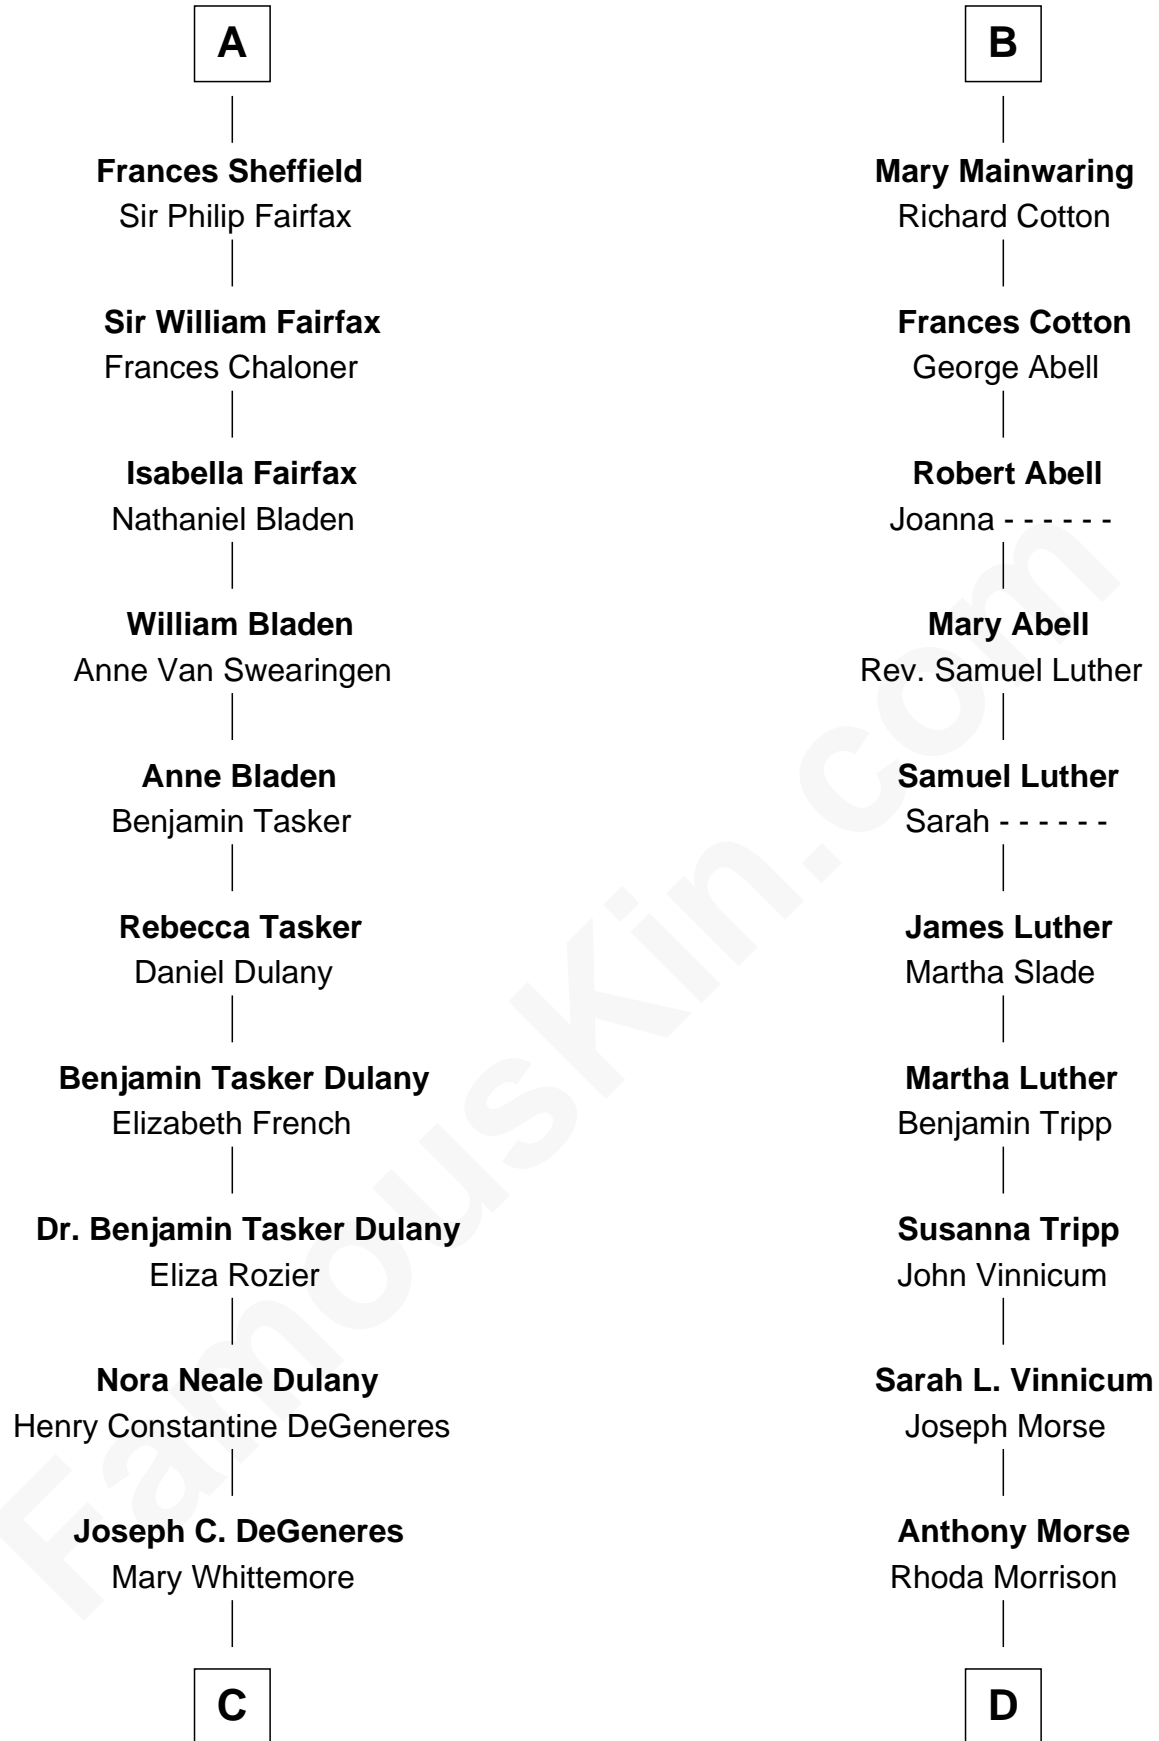 A
Frances Sheffield
Sir Philip Fairfax
Sir William Fairfax
Frances Chaloner
Isabella Fairfax
Nathaniel Bladen
William Bladen
Anne Van Swearingen
Anne Bladen
Benjamin Tasker
Rebecca Tasker
Daniel Dulany
Benjamin Tasker Dulany
Elizabeth French
Dr. Benjamin Tasker Dulany
Eliza Rozier
Nora Neale Dulany
Henry Constantine DeGeneres
Joseph C. DeGeneres
Mary Whittemore
C
B
Mary Mainwaring
Richard Cotton
Frances Cotton
George Abell
Robert Abell
Joanna - - - - - -
Mary Abell
Rev. Samuel Luther
Samuel Luther
Sarah - - - - - -
James Luther
Martha Slade
Martha Luther
Benjamin Tripp
Susanna Tripp
John Vinnicum
Sarah L. Vinnicum
Joseph Morse
Anthony Morse
Rhoda Morrison
D
FamousKin.com